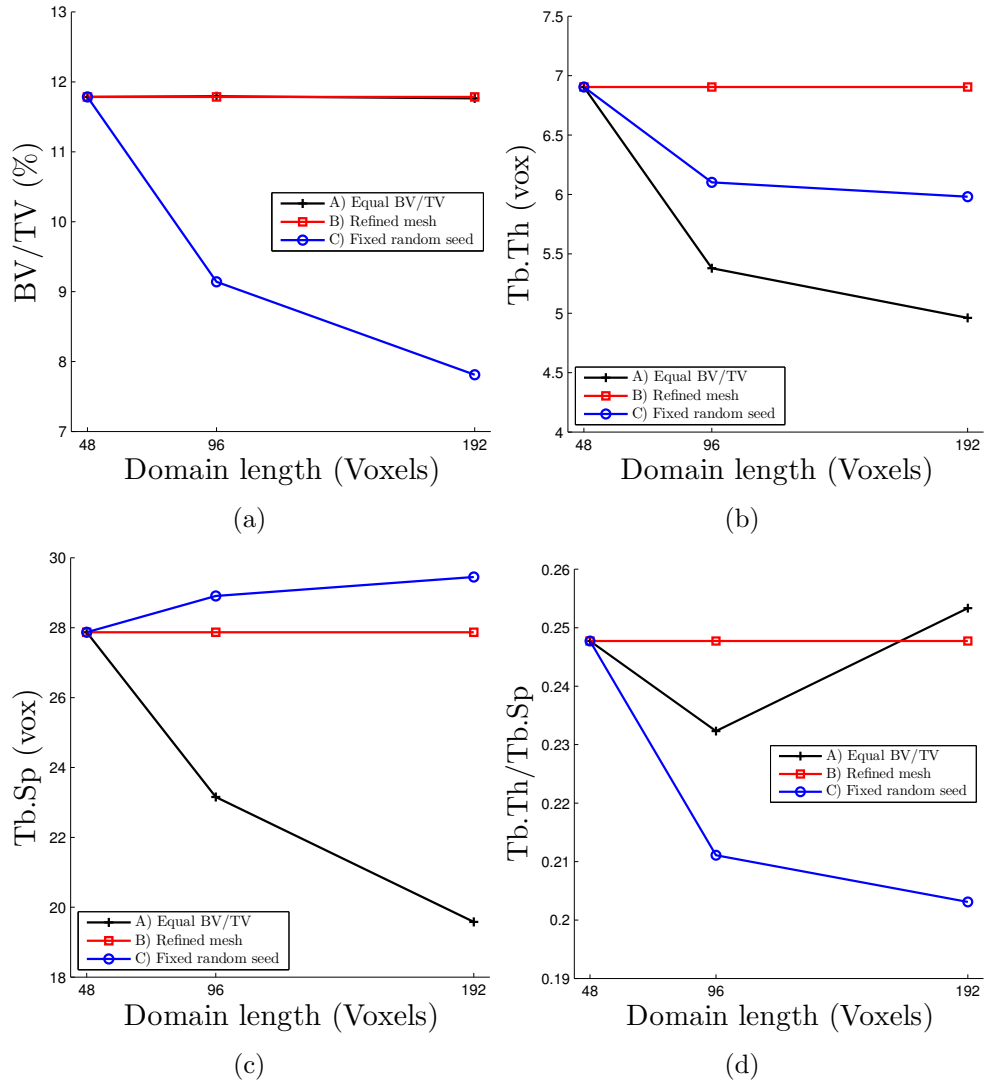 13
12
11
10
9
8
7
BV/TV (%)
A) Equal BV/TV
B) Refined mesh
C) Fixed random seed
48 96 192
Domain length (Voxels)
(a)
7.5
7
6.5
6
5.5
5
4.5
4
Tb.Th (vox)
A) Equal BV/TV
B) Refined mesh
C) Fixed random seed
48 96 192
Domain length (Voxels)
(b)
30
28
26
24
22
20
18
Tb.Sp (vox)
A) Equal BV/TV
B) Refined mesh
C) Fixed random seed
48 96 192
Domain length (Voxels)
(c)
0.26
0.25
0.24
0.23
0.22
0.21
0.2
0.19
Tb.Th/Tb.Sp
A) Equal BV/TV
B) Refined mesh
C) Fixed random seed
48 96 192
Domain length (Voxels)
(d)